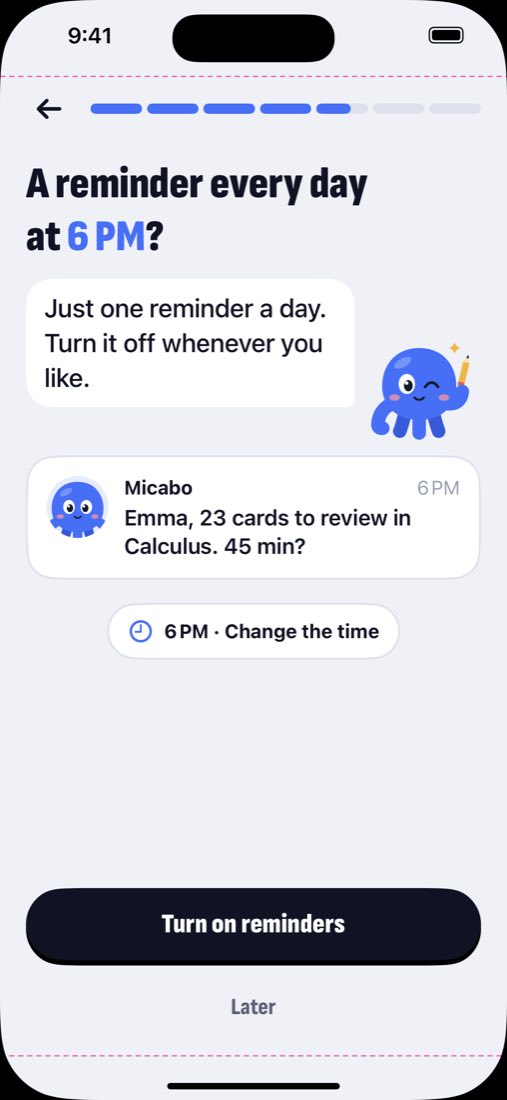 9:41
A reminder every day
at 6 PM?
Just one reminder a day.
Turn it off whenever you
like.
Micabo
6 PM
Emma, 23 cards to review in
Calculus. 45 min?
6 PM · Change the time
Turn on reminders
Later